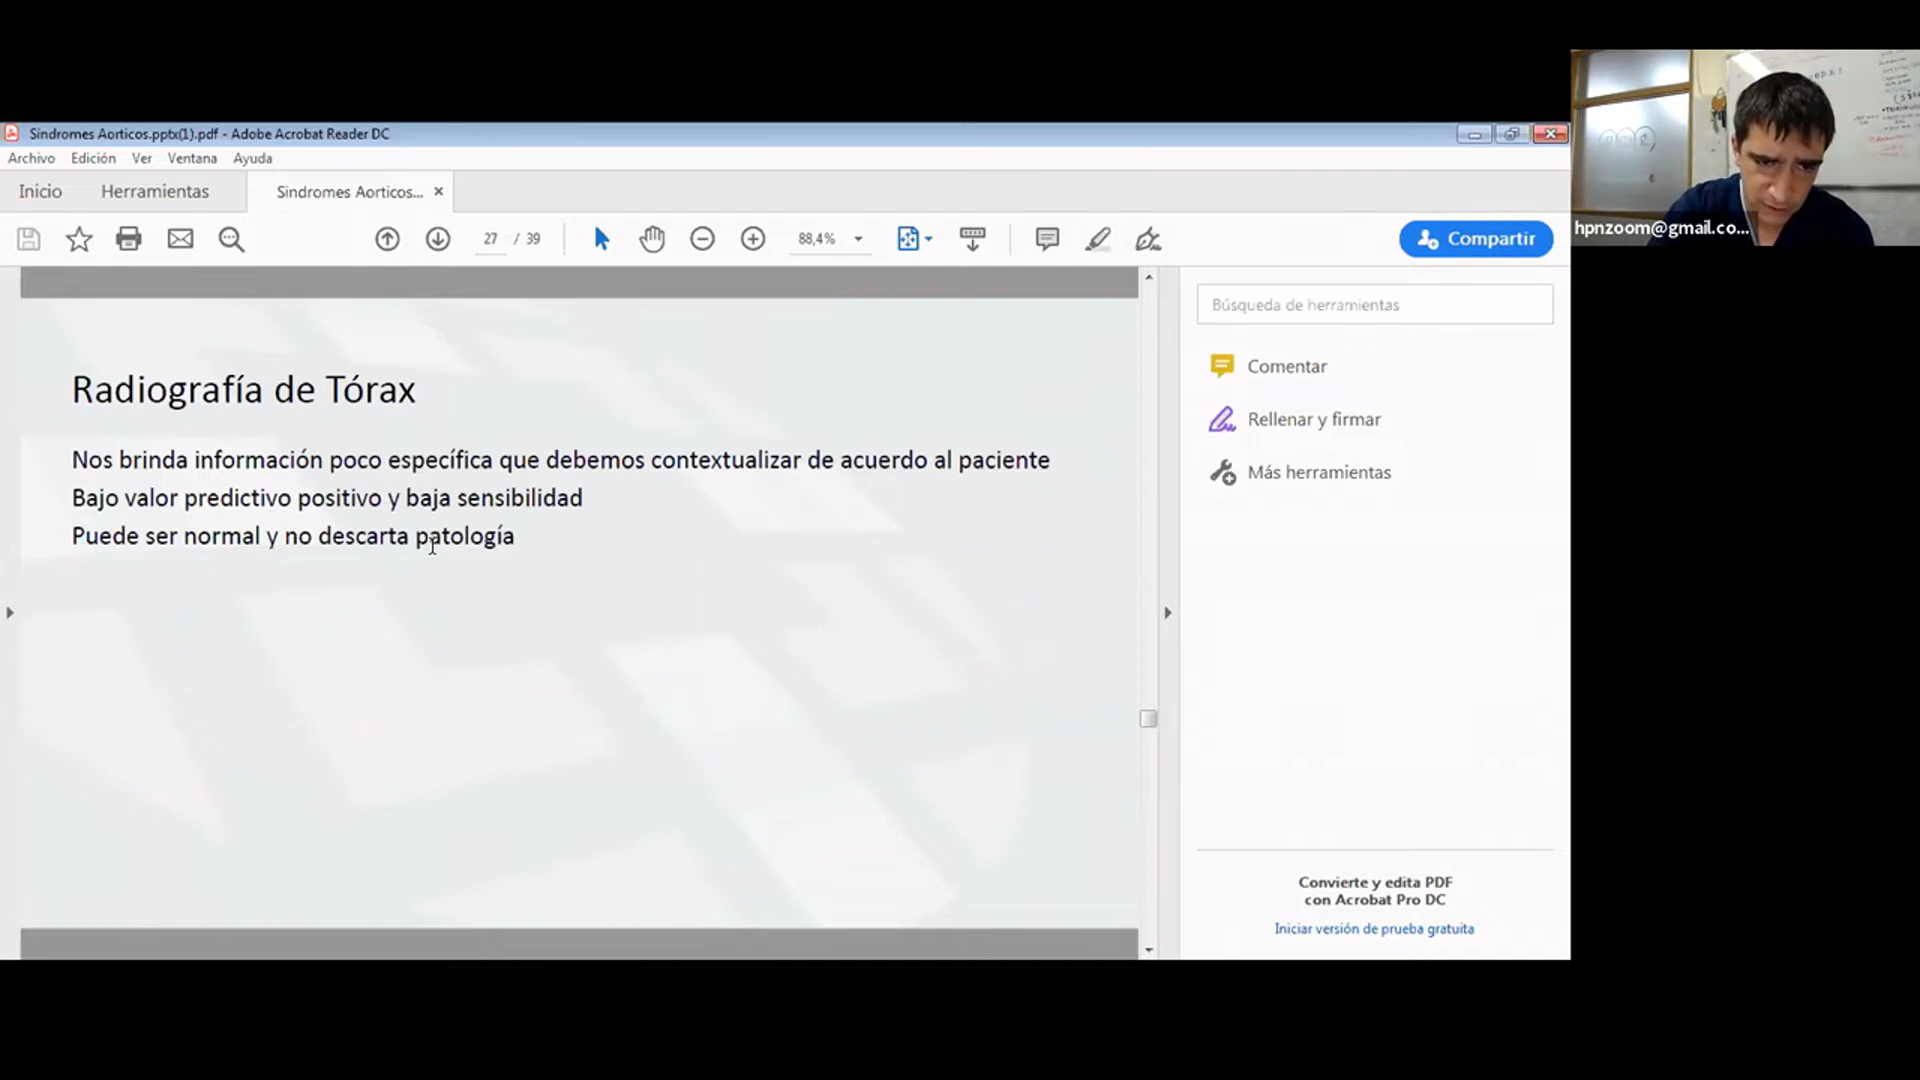 Sindromes Aorticos.pptx(1).pdf - Adobe Acrobat Reader DC
Archivo Edición Ver Ventana Ayuda
Inicio Herramientas Sindromes Aorticos... ×
27 / 39 88,4% Compartir
hpnzoom@gmail.co...
Búsqueda de herramientas
Comentar
Rellenar y firmar
Más herramientas
Radiografía de Tórax
Nos brinda información poco específica que debemos contextualizar de acuerdo al paciente
Bajo valor predictivo positivo y baja sensibilidad
Puede ser normal y no descarta patología
Convierte y edita PDF
con Acrobat Pro DC
Iniciar versión de prueba gratuita